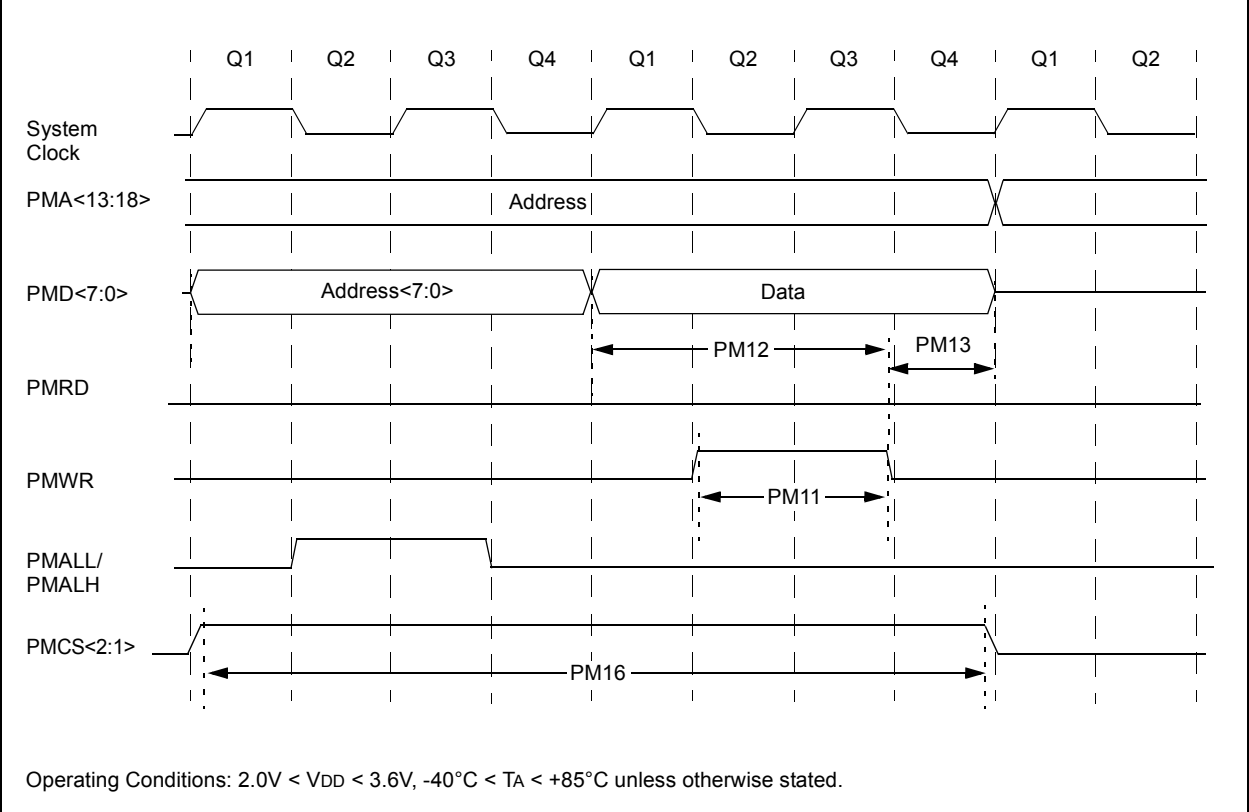 Q1 Q2 Q3 Q4 Q1 Q2 Q3 Q4 Q1 Q2
System
Clock
PMA<13:18>
Address
PMD<7:0>
Address<7:0>
Data
PM12
PM13
PMRD
PMWR
PM11
PMALL/
PMALH
PMCS<2:1>
PM16
Operating Conditions: 2.0V < VDD < 3.6V, -40°C < TA < +85°C unless otherwise stated.